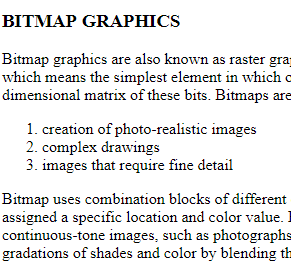 BITMAP GRAPHICS
Bitmap graphics are also known as raster
which means the simplest element in which
dimensional matrix of these bits. Bitmaps are
1. creation of photo-realistic images
2. complex drawings
3. images that require fine detail
Bitmap uses combination blocks of different
assigned a specific location and color value.
continuous-tone images, such as photographs
gradations of shades and color by blending